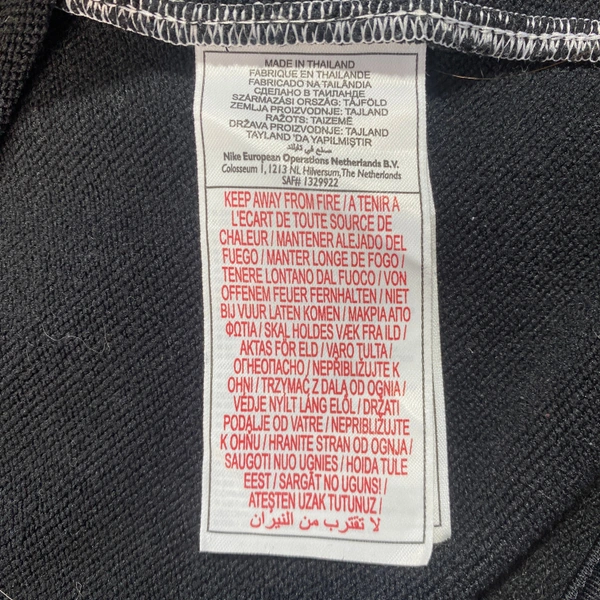 MADE IN THAILAND
FABRIQUE EN THAILANDE
FABRICADO NA TAILÂNDIA
СДЕЛАНО В ТАИЛАНДЕ
SZÁRMAZÁSI ORSZÁG: TÁJFÖLD
ZEMLJA PROIZVODNJE: TAJLAND
RAŽOTS: TAIZEMĒ
DRŽAVA PROIZVODNJE: TAJLAND
TAYLAND 'DA YAPILMIŞTIR
صنع في تايلند
Nike European Operations Netherlands B.V.
Colosseum 1, 1213 NL Hilversum, The Netherlands
SAF# 1329922
KEEP AWAY FROM FIRE / A TENIR A
L'ECART DE TOUTE SOURCE DE
CHALEUR / MANTENER ALEJADO DEL
FUEGO / MANTER LONGE DE FOGO /
TENERE LONTANO DAL FUOCO / VON
OFFENEM FEUER FERNHALTEN / NIET
BIJ VUUR LATEN KOMEN / ΜΑΚΡΙΑ ΑΠΟ
ΦΩΤΙΑ / SKAL HOLDES VÆK FRA ILD /
AKTAS FÖR ELD / VARO TULTA /
ОГНЕОПАСНО / NEPŘIBLIŽUJTE K
OHNI / TRZYMAĆ Z DALA OD OGNIA /
VÉDJE NYÍLT LÁNG ELŐL / DRŽATI
PODALJE OD VATRE / NEPRIBLIŽUJTE
K OHŇU / HRANITE STRAN OD OGNJA /
SAUGOTI NUO UGNIES / HOIDA TULE
EEST / SARGĀT NO UGUNS! /
ATEŞTEN UZAK TUTUNUZ /
لا تقترب من النيران